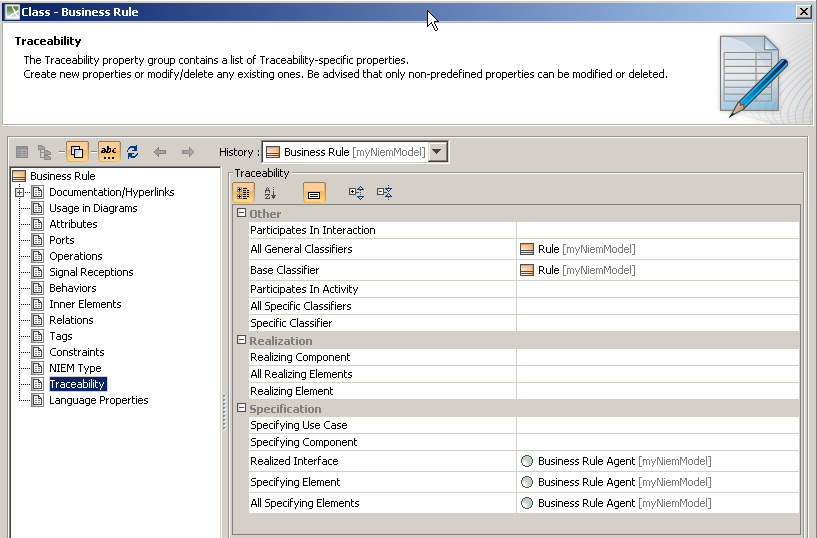 Class - Business Rule
Traceability
The Traceability property group contains a list of Traceability-specific properties.
Create new properties or modify/delete any existing ones. Be advised that only non-predefined properties can be modified or deleted.
abc History : Business Rule [myNiemModel]
Business Rule
Documentation/Hyperlinks
Usage in Diagrams
Attributes
Ports
Operations
Signal Receptions
Behaviors
Inner Elements
Relations
Tags
Constraints
NIEM Type
Traceability
Language Properties
Traceability
Other
Participates In Interaction
All General Classifiers Rule [myNiemModel]
Base Classifier Rule [myNiemModel]
Participates In Activity
All Specific Classifiers
Specific Classifier
Realization
Realizing Component
All Realizing Elements
Realizing Element
Specification
Specifying Use Case
Specifying Component
Realized Interface Business Rule Agent [myNiemModel]
Specifying Element Business Rule Agent [myNiemModel]
All Specifying Elements Business Rule Agent [myNiemModel]